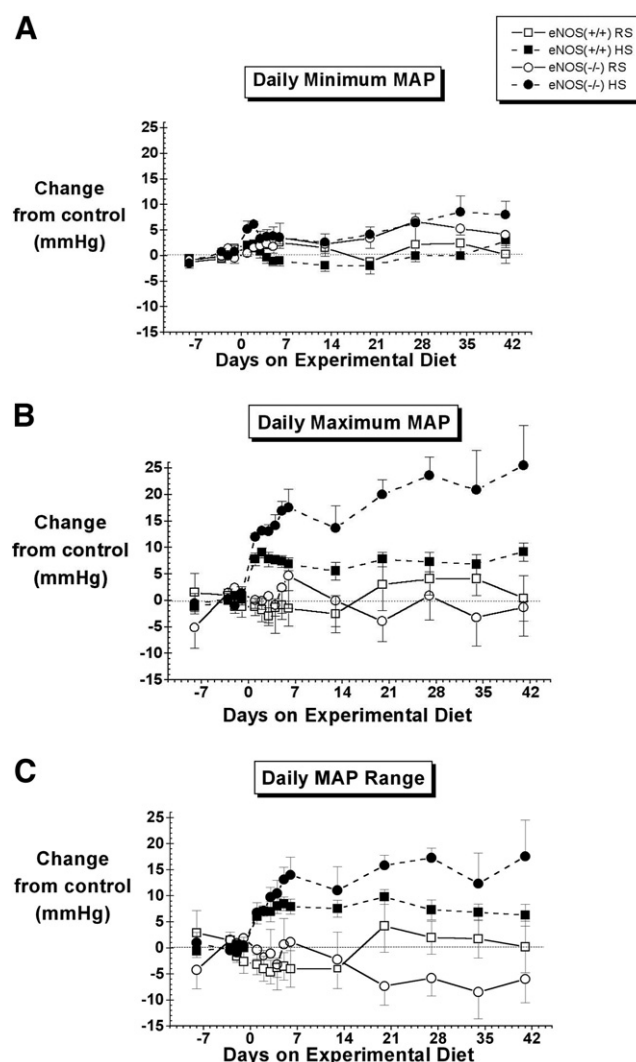 A
eNOS(+/+) RS
eNOS(+/+) HS
eNOS(-/-) RS
eNOS(-/-) HS
Daily Minimum MAP
Change
from control
(mmHg)
25
20
15
10
5
0
-5
-10
-15
-7 0 7 14 21 28 35 42
Days on Experimental Diet
B
Daily Maximum MAP
Change
from control
(mmHg)
25
20
15
10
5
0
-5
-10
-15
-7 0 7 14 21 28 35 42
Days on Experimental Diet
C
Daily MAP Range
Change
from control
(mmHg)
25
20
15
10
5
0
-5
-10
-15
-7 0 7 14 21 28 35 42
Days on Experimental Diet